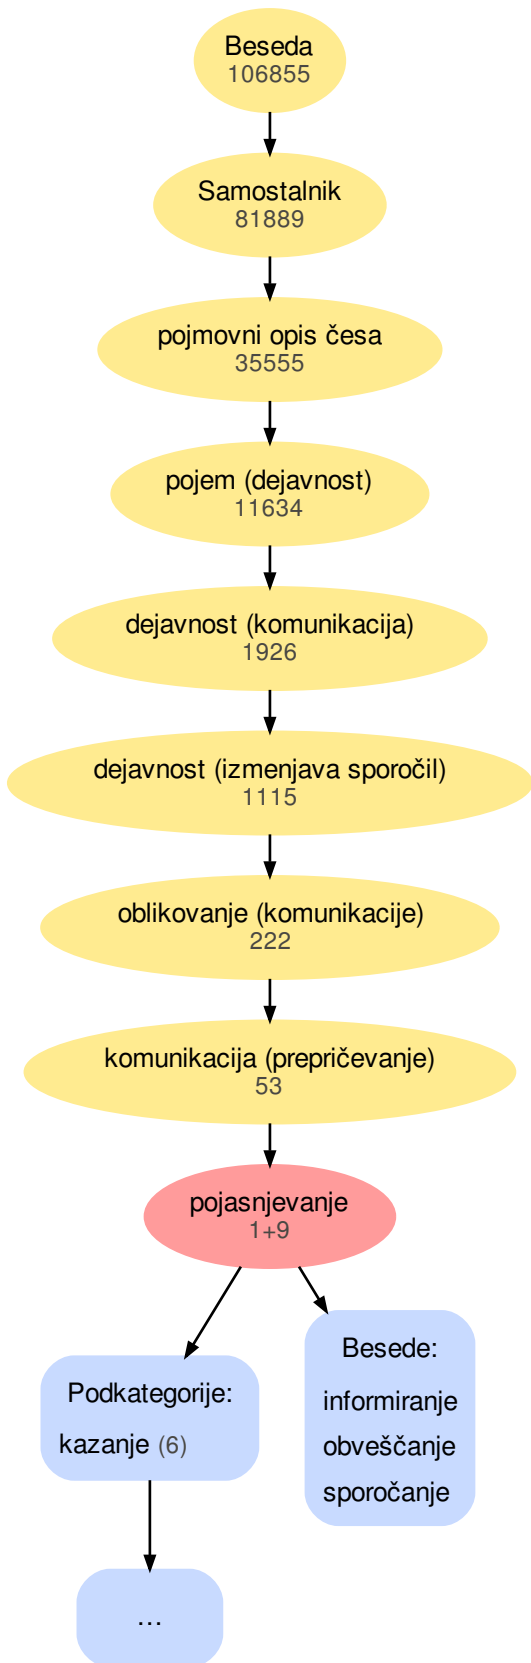 Beseda
106855
Samostalnik
81889
pojmovni opis česa
35555
pojem (dejavnost)
11634
dejavnost (komunikacija)
1926
dejavnost (izmenjava sporočil)
1115
oblikovanje (komunikacije)
222
komunikacija (prepričevanje)
53
pojasnjevanje
1+9
Podkategorije:
kazanje (6)
...
Besede:
informiranje
obveščanje
sporočanje